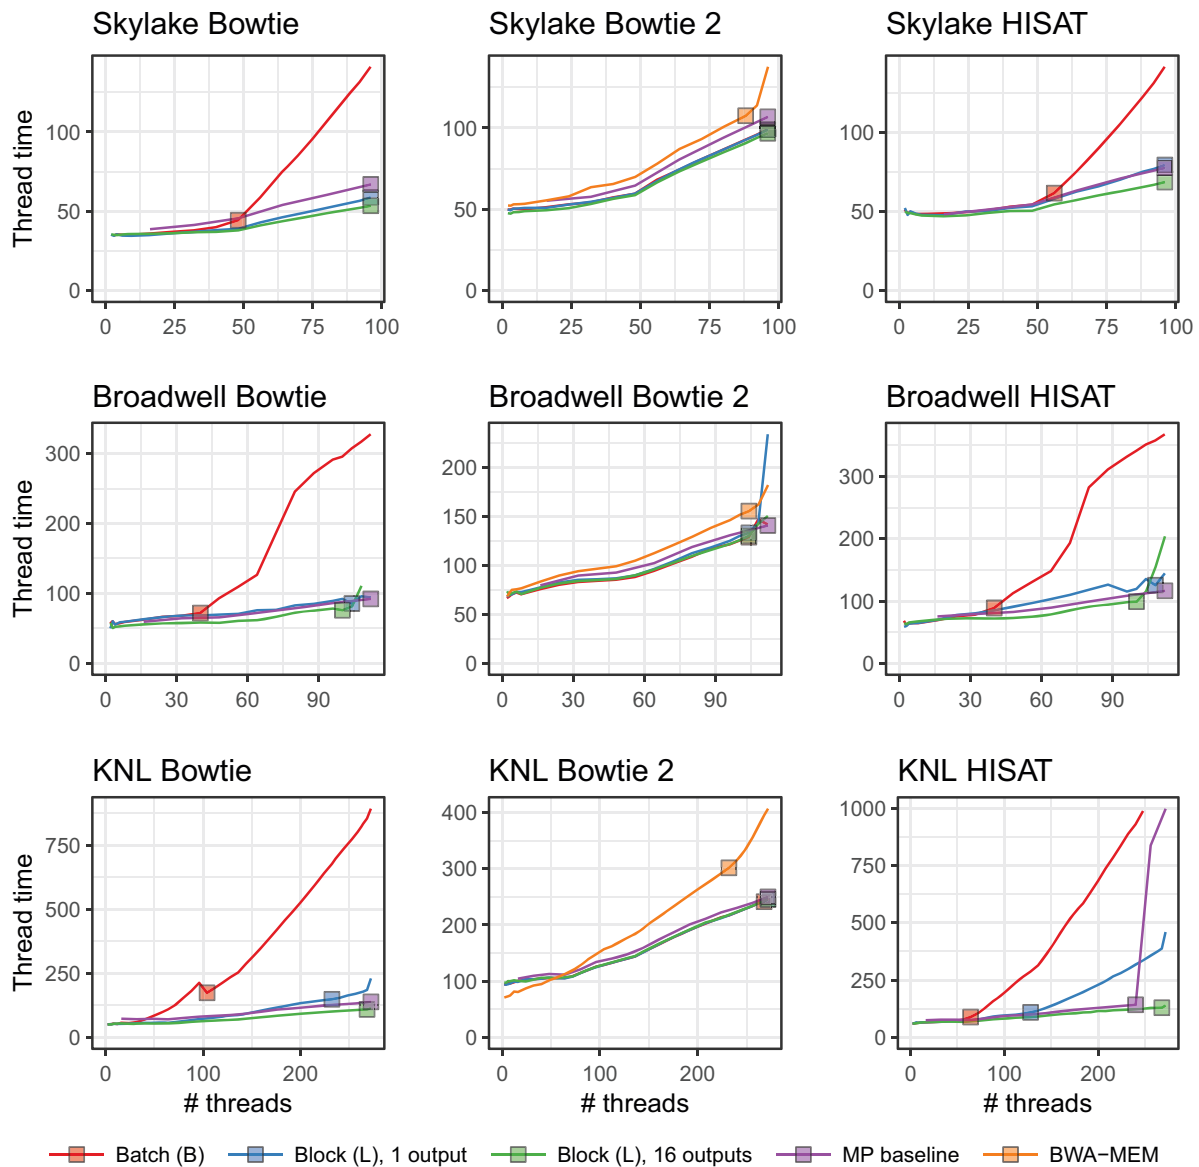 Skylake Bowtie
Skylake Bowtie 2
Skylake HISAT
Thread time
100
50
0
100
50
0
100
50
0
0 25 50 75 100
0 25 50 75 100
0 25 50 75 100
Broadwell Bowtie
Broadwell Bowtie 2
Broadwell HISAT
Thread time
300
200
100
0
200
150
100
50
0
300
200
100
0
0 30 60 90
0 30 60 90
0 30 60 90
KNL Bowtie
KNL Bowtie 2
KNL HISAT
Thread time
750
500
250
0
400
300
200
100
0
1000
750
500
250
0
0 100 200
0 100 200
0 100 200
# threads
# threads
# threads
Batch (B) Block (L), 1 output Block (L), 16 outputs MP baseline BWA−MEM